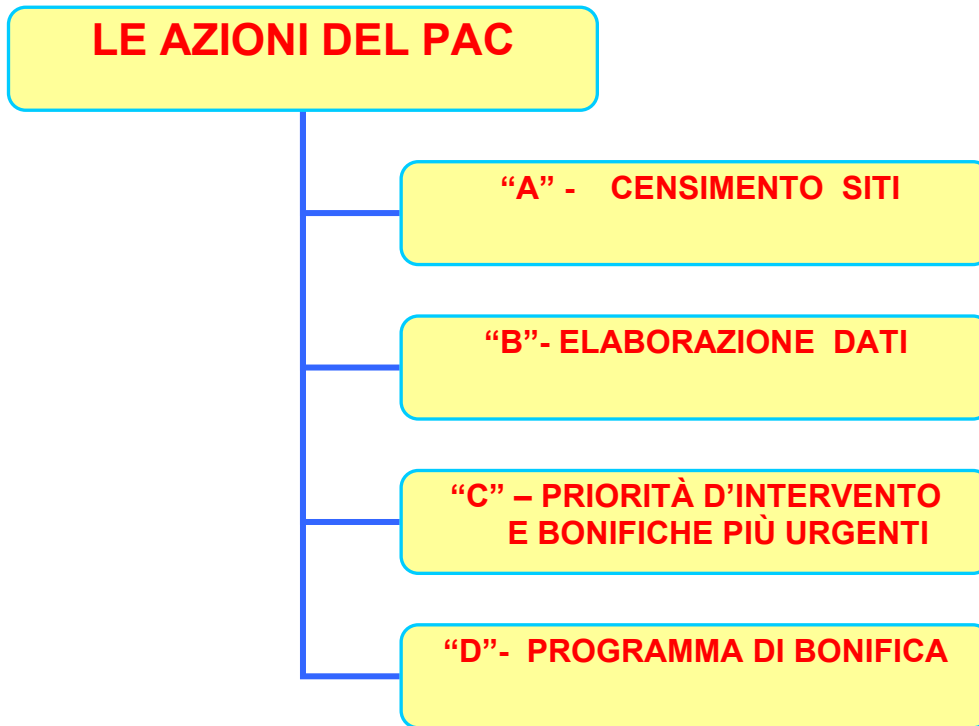 LE AZIONI DEL PAC
“A” - CENSIMENTO SITI
“B”- ELABORAZIONE DATI
“C” – PRIORITÀ D’INTERVENTO
E BONIFICHE PIÙ URGENTI
“D”- PROGRAMMA DI BONIFICA